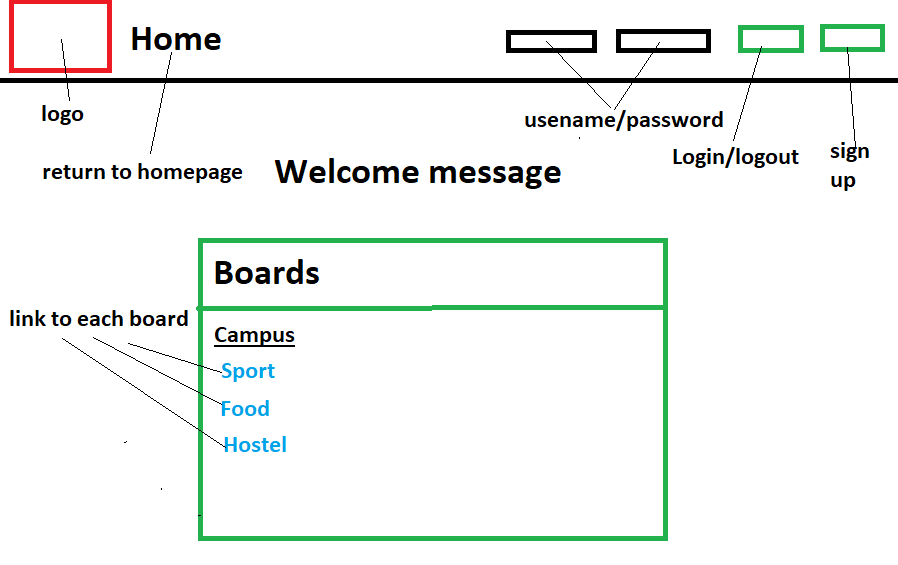 Home
logo
usename/password
Login/logout
sign
up
return to homepage
Welcome message
Boards
link to each board
Campus
Sport
Food
Hostel